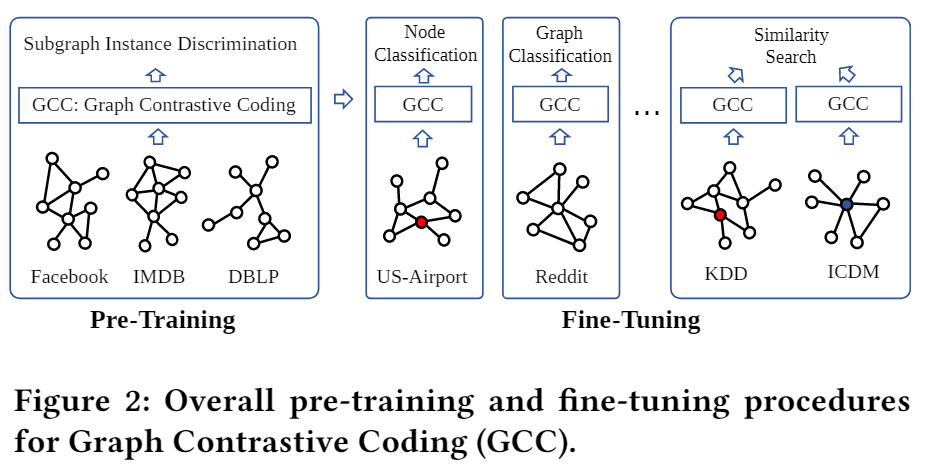 Subgraph Instance Discrimination
GCC: Graph Contrastive Coding
Facebook IMDB DBLP
Pre-Training
Node
Classification
GCC
US-Airport
Graph
Classification
GCC
Reddit
...
Similarity
Search
GCC GCC
KDD ICDM
Fine-Tuning
Figure 2: Overall pre-training and fine-tuning procedures
for Graph Contrastive Coding (GCC).